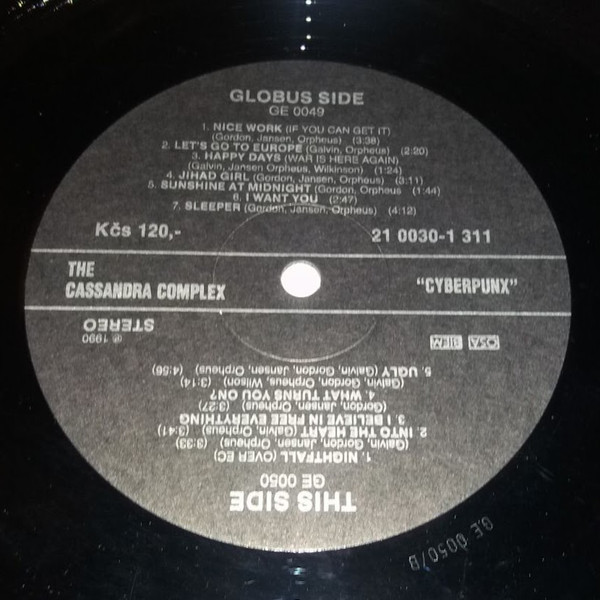 GLOBUS SIDE
GE 0049
1. NICE WORK (IF YOU CAN GET IT)
(Gordon, Jansen, Orpheus) (3:38)
2. LET'S GO TO EUROPE (Galvin, Orpheus) (2:20)
3. HAPPY DAYS (WAR IS HERE AGAIN)
(Galvin, Jansen Orpheus, Wilkinson) (1:24)
4. JIHAD GIRL (Gordon, Jansen, Orpheus) (3:11)
5. SUNSHINE AT MIDNIGHT (Gordon, Jansen, Orpheus (1:44)
6. I WANT YOU (2:47)
7. SLEEPER (Gordon, Jansen, Orpheus) (4:12)
Kčs 120,-
21 0030-1 311
THE
CASSANDRA COMPLEX
"CYBERPUNX"
THIS SIDE
GE 0050
1. NIGHTFALL (OVER EC)
(Galvin, Gordon, Jansen, Orpheus) (3:33)
2. INTO THE HEART (Galvin, Orpheus) (3:41)
3. I BELIEVE IN FREE EVERYTHING
(Gordon, Jansen, Orpheus) (3:27)
4. WHAT TURNS YOU ON?
(Galvin, Gordon, Orpheus, Wilson) (3:14)
5. UGLY (Galvin, Gordon, Jansen, Orpheus) (4:56)
OSA
BIEM
℗ 1990
STEREO
GE 0050/B